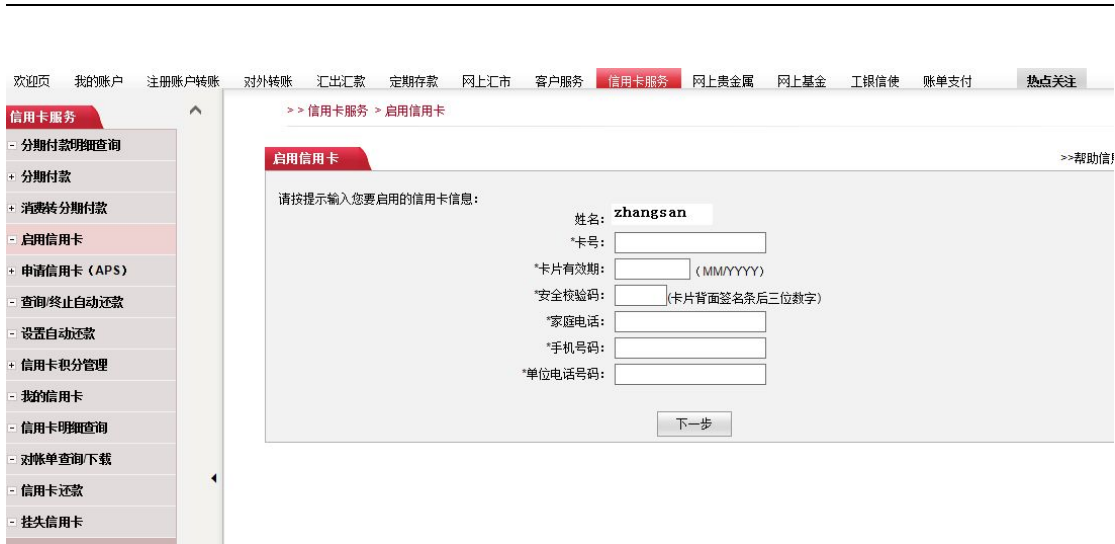 欢迎页 我的账户 注册账户转账 对外转账 汇出汇款 定期存款 网上汇市 客户服务 信用卡服务 网上贵金属 网上基金 工银信使 账单支付 热点关注
信用卡服务
- 分期付款明细查询
+ 分期付款
+ 消费转分期付款
- 启用信用卡
+ 申请信用卡（APS）
- 查询/终止自动还款
- 设置自动还款
+ 信用卡积分管理
- 我的信用卡
- 信用卡明细查询
- 对帐单查询/下载
- 信用卡还款
- 挂失信用卡
>> 信用卡服务 > 启用信用卡
启用信用卡 >>帮助信息
请按提示输入您要启用的信用卡信息：
姓名： zhangsan
*卡号：
*卡片有效期： （MM/YYYY）
*安全校验码： (卡片背面签名条后三位数字)
*家庭电话：
*手机号码：
*单位电话号码：
下一步